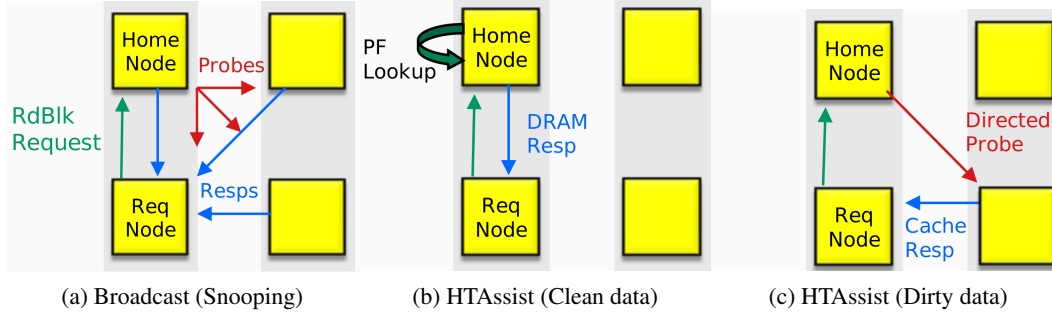 Home
Node
Probes
RdBlk
Request
Resps
Req
Node
(a) Broadcast (Snooping)
PF
Lookup
Home
Node
DRAM
Resp
Req
Node
(b) HTAssist (Clean data)
Home
Node
Directed
Probe
Req
Node
Cache
Resp
(c) HTAssist (Dirty data)